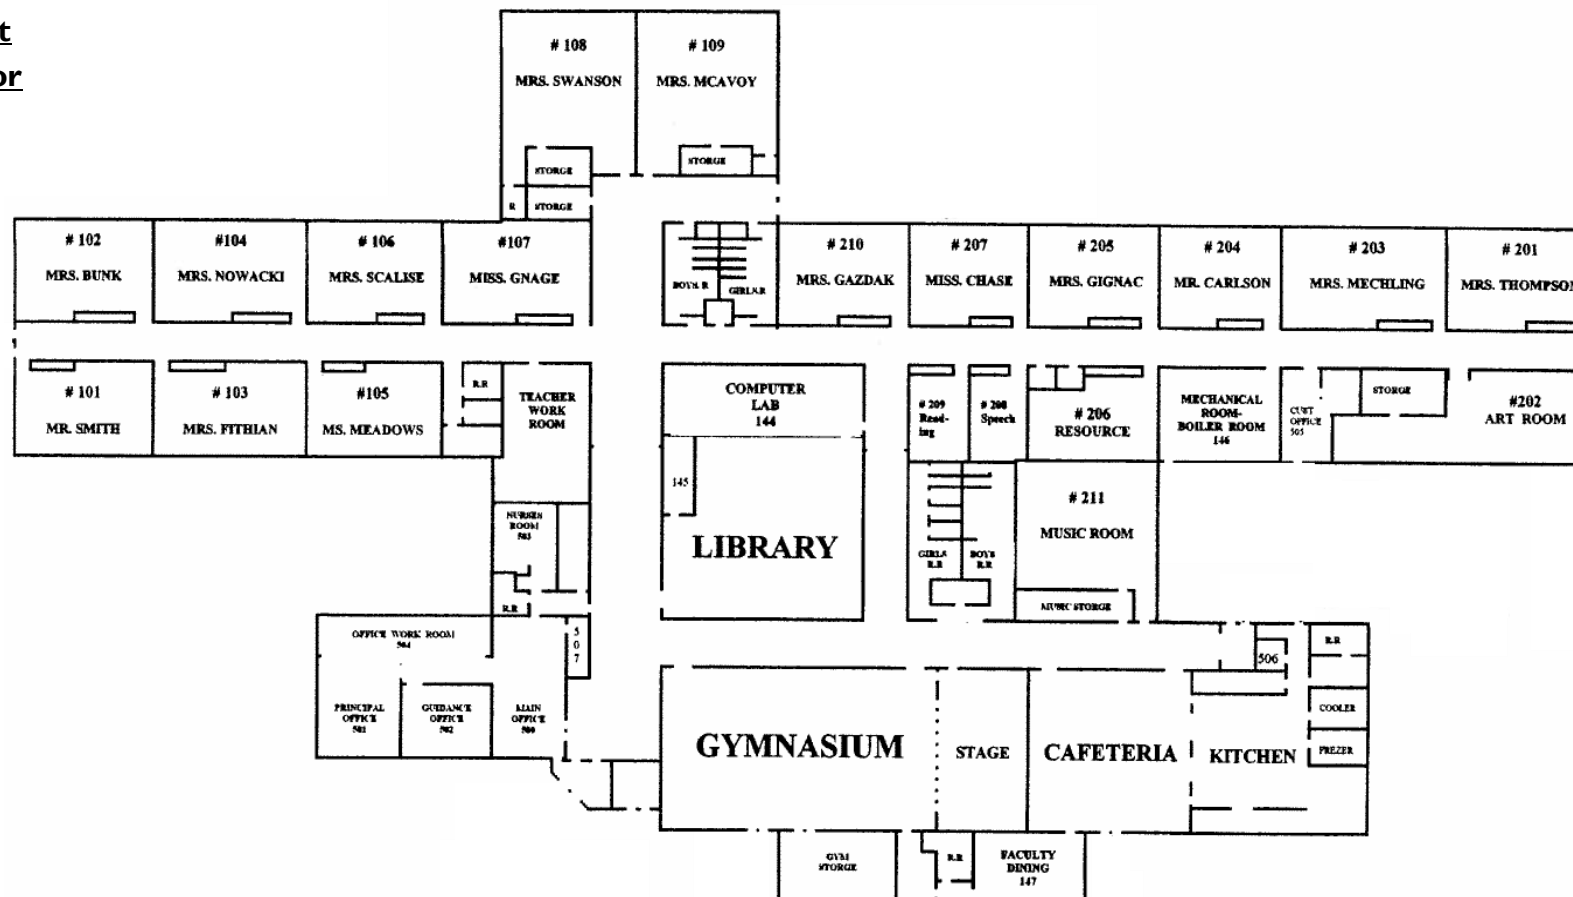 t
or
# 108
MRS. SWANSON
# 109
MRS. MCAVOY
STORGE
STORGE
R
STORGE
# 102
MRS. BUNK
#104
MRS. NOWACKI
# 106
MRS. SCALISE
#107
MISS. GNAGE
BOYS. R
GIRLS.R
# 210
MRS. GAZDAK
# 207
MISS. CHASE
# 205
MRS. GIGNAC
# 204
MR. CARLSON
# 203
MRS. MECHLING
# 201
MRS. THOMPSON
# 101
MR. SMITH
# 103
MRS. FITHIAN
#105
MS. MEADOWS
R.R
TEACHER
WORK
ROOM
COMPUTER
LAB
144
# 209
Read-
ing
# 208
Speech
# 206
RESOURCE
MECHANICAL
ROOM-
BOILER ROOM
146
CUST
OFFICE
505
STORGE
#202
ART ROOM
145
LIBRARY
NURSES
ROOM
503
R.R
GIRLS
R.R
BOYS
R.R
# 211
MUSIC ROOM
MUSIC STORGE
OFFICE WORK ROOM
504
507
PRINCIPAL
OFFICE
501
GUIDANCE
OFFICE
502
MAIN
OFFICE
500
GYMNASIUM
STAGE
CAFETERIA
KITCHEN
506
R.R
COOLER
FREZER
GYM
STORGE
R.R
FACULTY
DINING
147